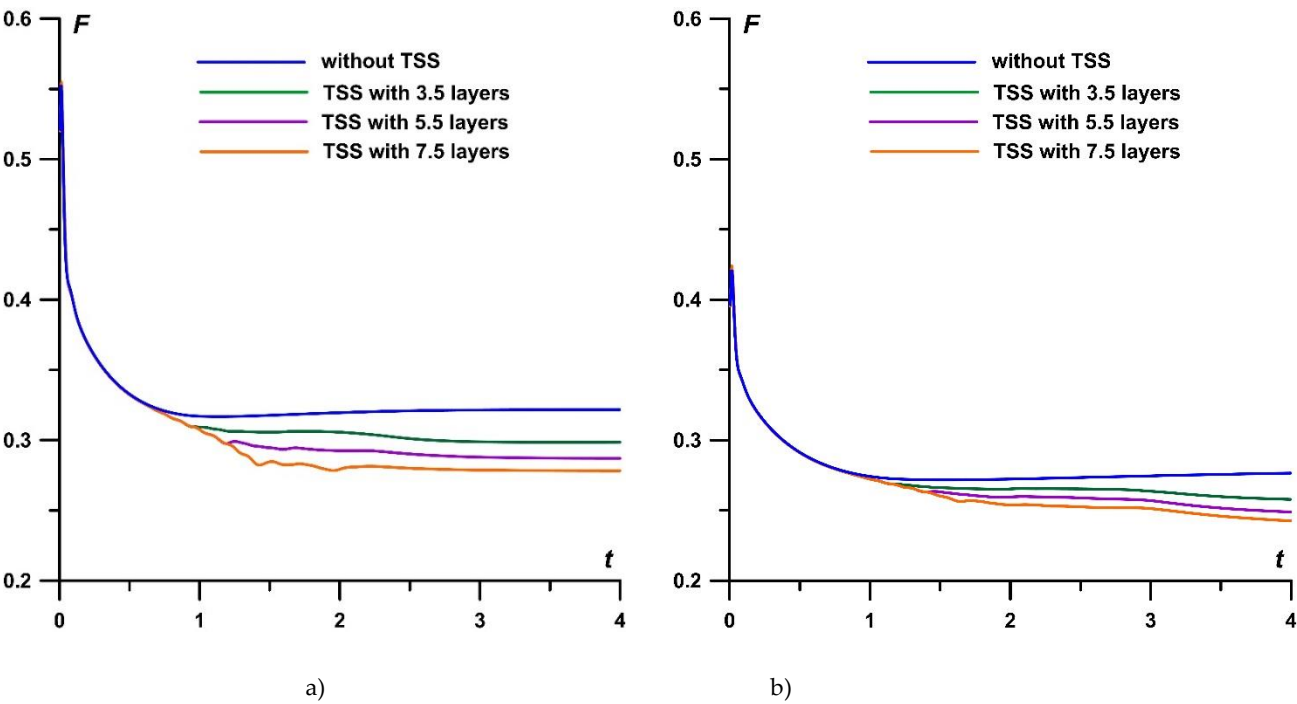 0.6
F
without TSS
TSS with 3.5 layers
TSS with 5.5 layers
TSS with 7.5 layers
0.5
0.4
0.3
t
0.2
0 1 2 3 4
a)
0.6
F
without TSS
TSS with 3.5 layers
TSS with 5.5 layers
TSS with 7.5 layers
0.5
0.4
0.3
t
0.2
0 1 2 3 4
b)